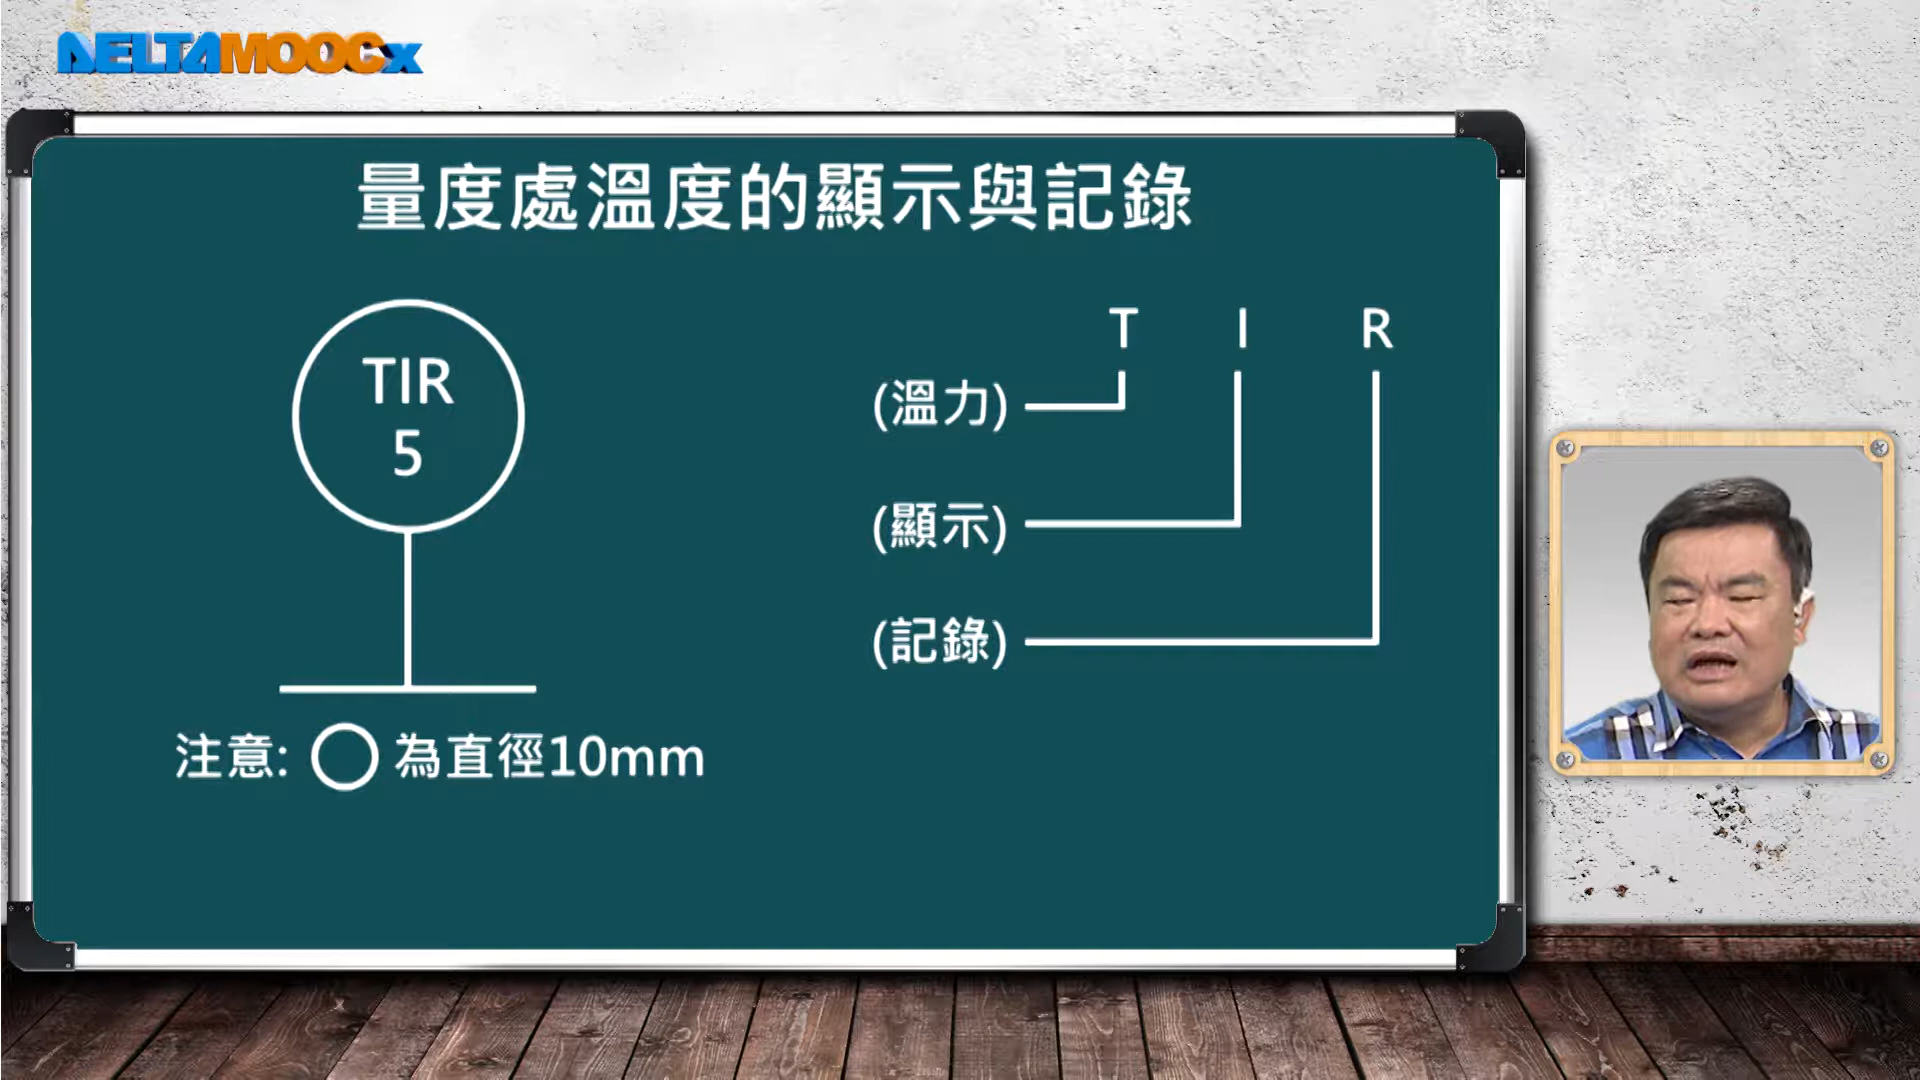 DELTAMOOCx
量度處溫度的顯示與記錄
TIR
5
T I R
(溫力)
(顯示)
(記錄)
注意: ○為直徑10mm